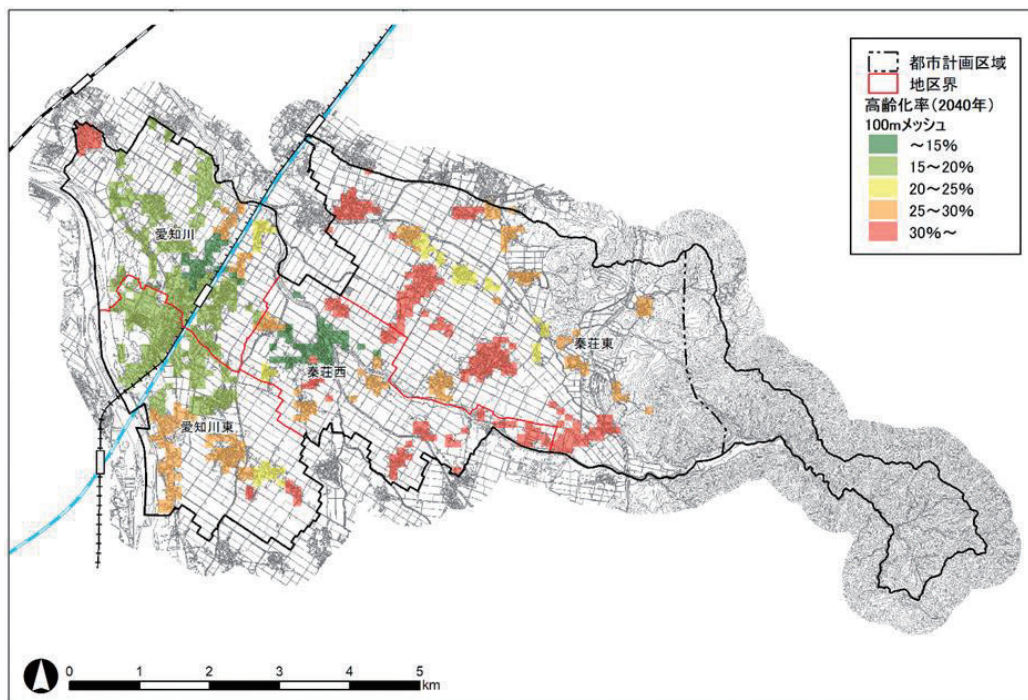 都市計画区域
地区界
高齢化率(2040年)
100mメッシュ
~15%
15~20%
20~25%
25~30%
30%~
愛知川
秦荘東
秦荘西
愛知川東
0 1 2 3 4 5
km